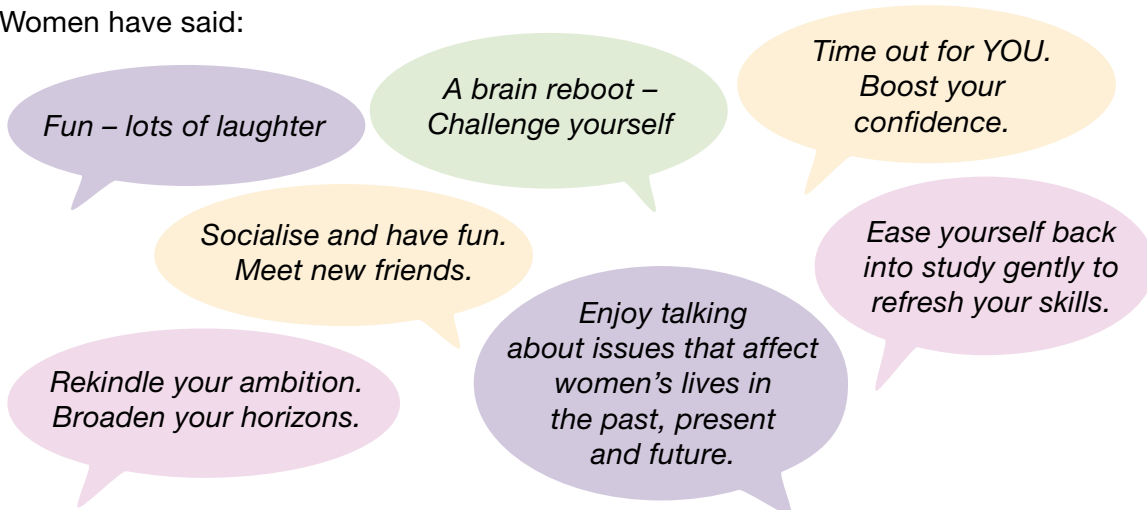 Women have said:
Fun – lots of laughter
A brain reboot –
Challenge yourself
Time out for YOU.
Boost your
confidence.
Socialise and have fun.
Meet new friends.
Ease yourself back
into study gently to
refresh your skills.
Enjoy talking
about issues that affect
women’s lives in
the past, present
and future.
Rekindle your ambition.
Broaden your horizons.